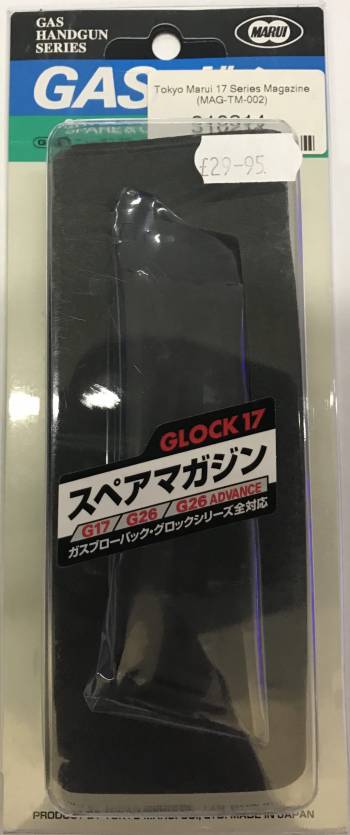 GAS
HANDGUN
SERIES
MARUI
GAS
Tokyo Marui 17 Series Magazine
(MAG-TM-002)
£29-95.
GLOCK 17
スペアマガジン
G17 / G26 / G26 ADVANCE
ガスブローバック・グロックシリーズ全対応
MADE IN JAPAN